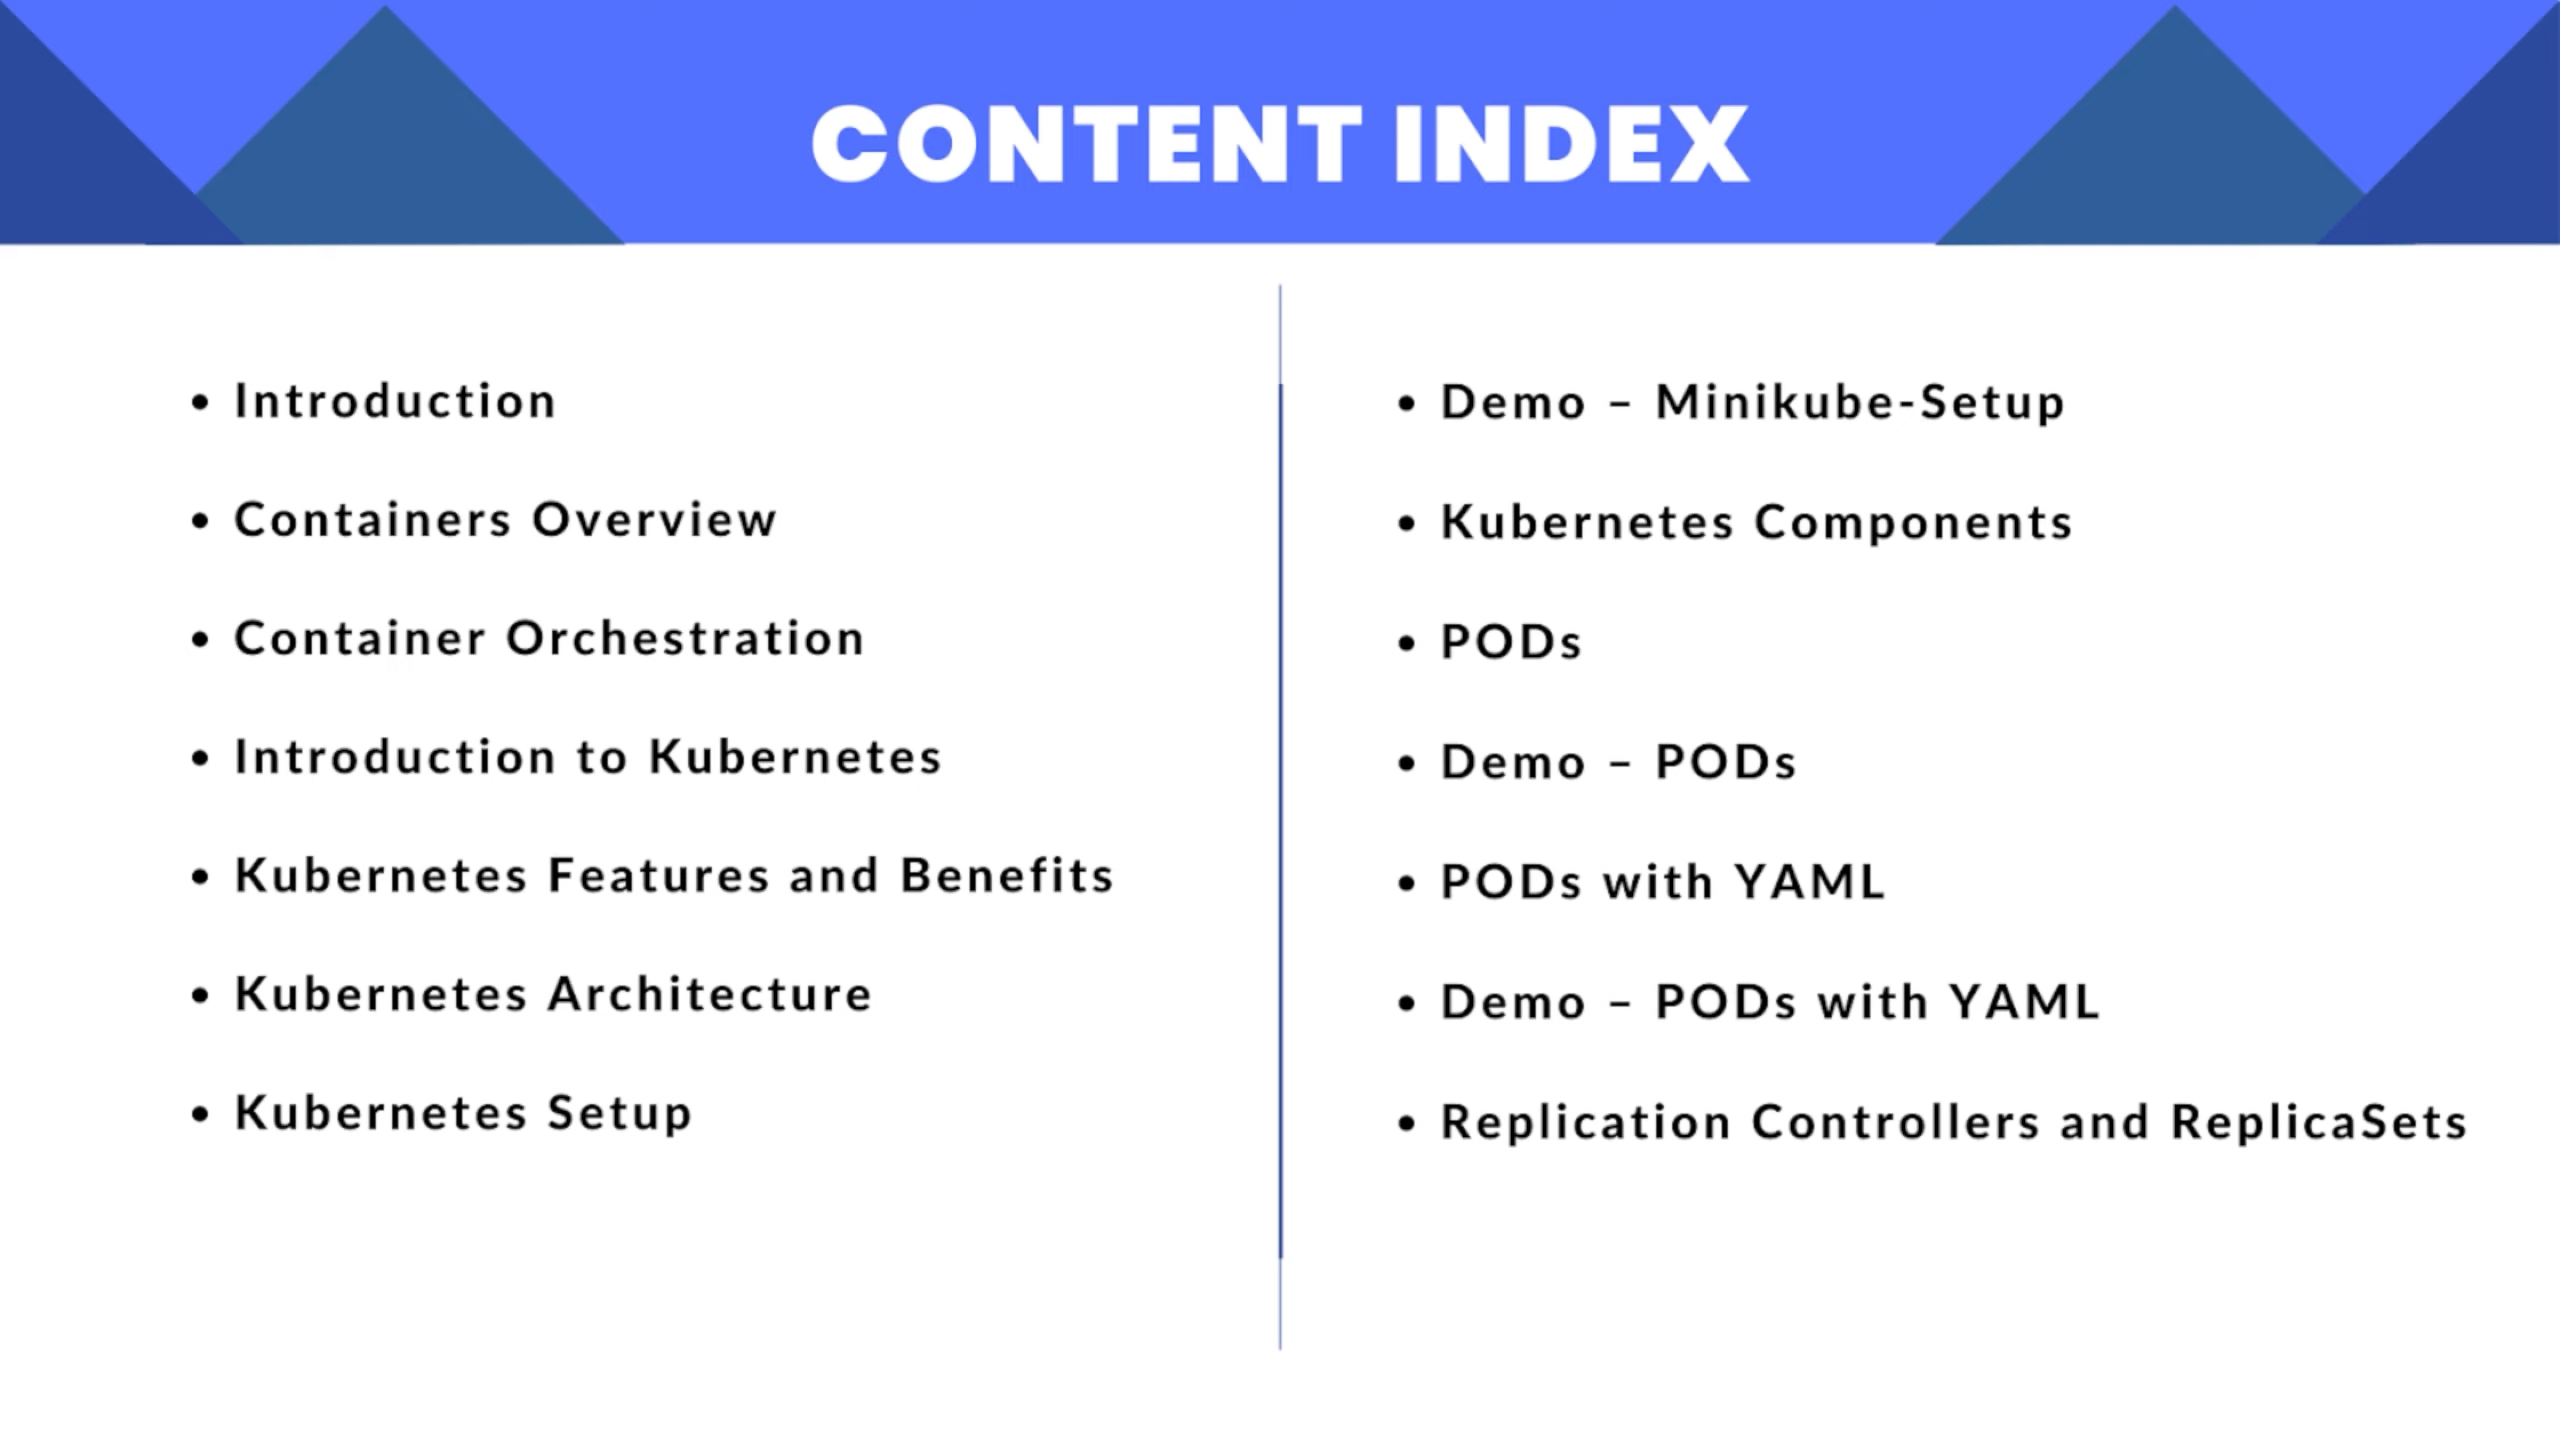 CONTENT INDEX
• Introduction
• Containers Overview
• Container Orchestration
• Introduction to Kubernetes
• Kubernetes Features and Benefits
• Kubernetes Architecture
• Kubernetes Setup
• Demo – Minikube-Setup
• Kubernetes Components
• PODs
• Demo – PODs
• PODs with YAML
• Demo – PODs with YAML
• Replication Controllers and ReplicaSets